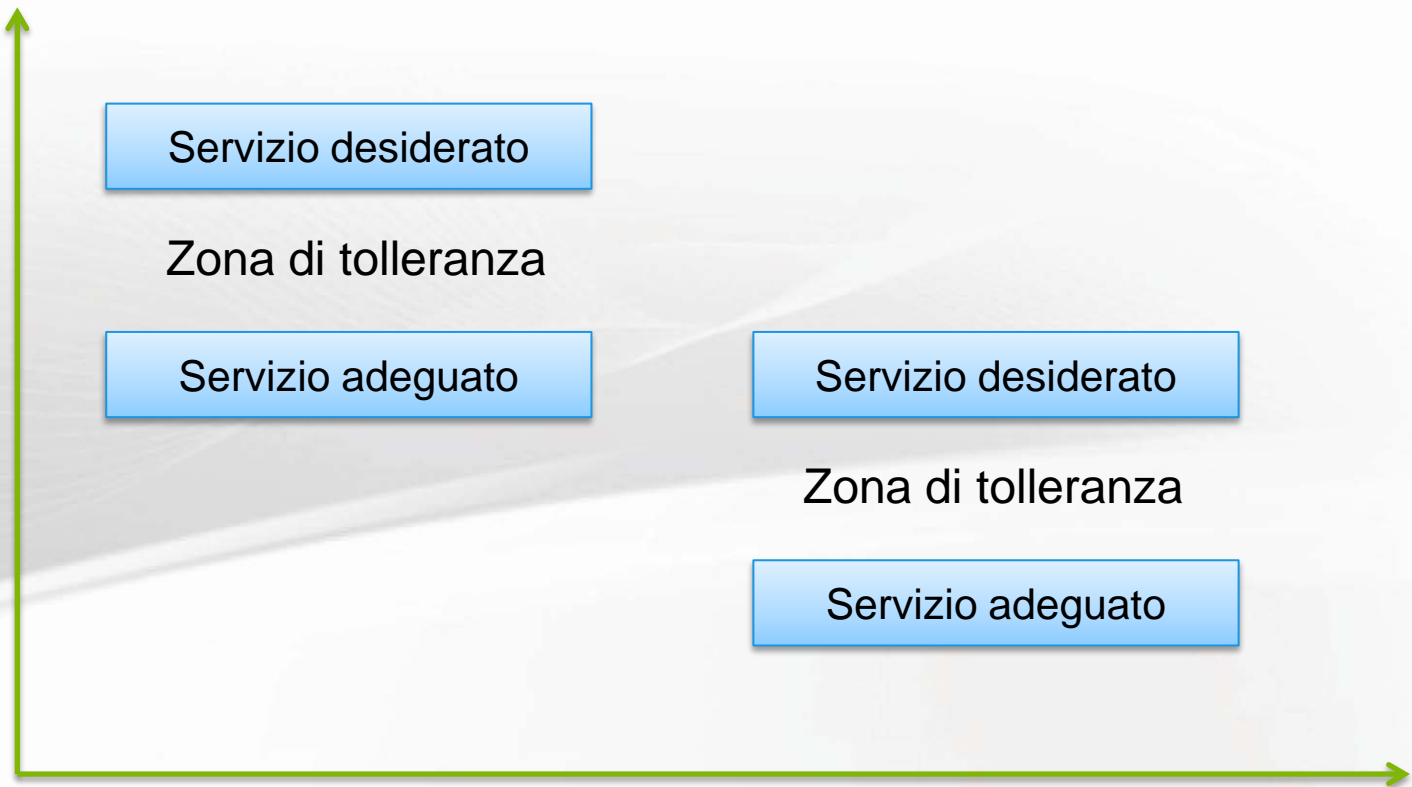 Servizio desiderato
Zona di tolleranza
Servizio adeguato
Servizio desiderato
Zona di tolleranza
Servizio adeguato